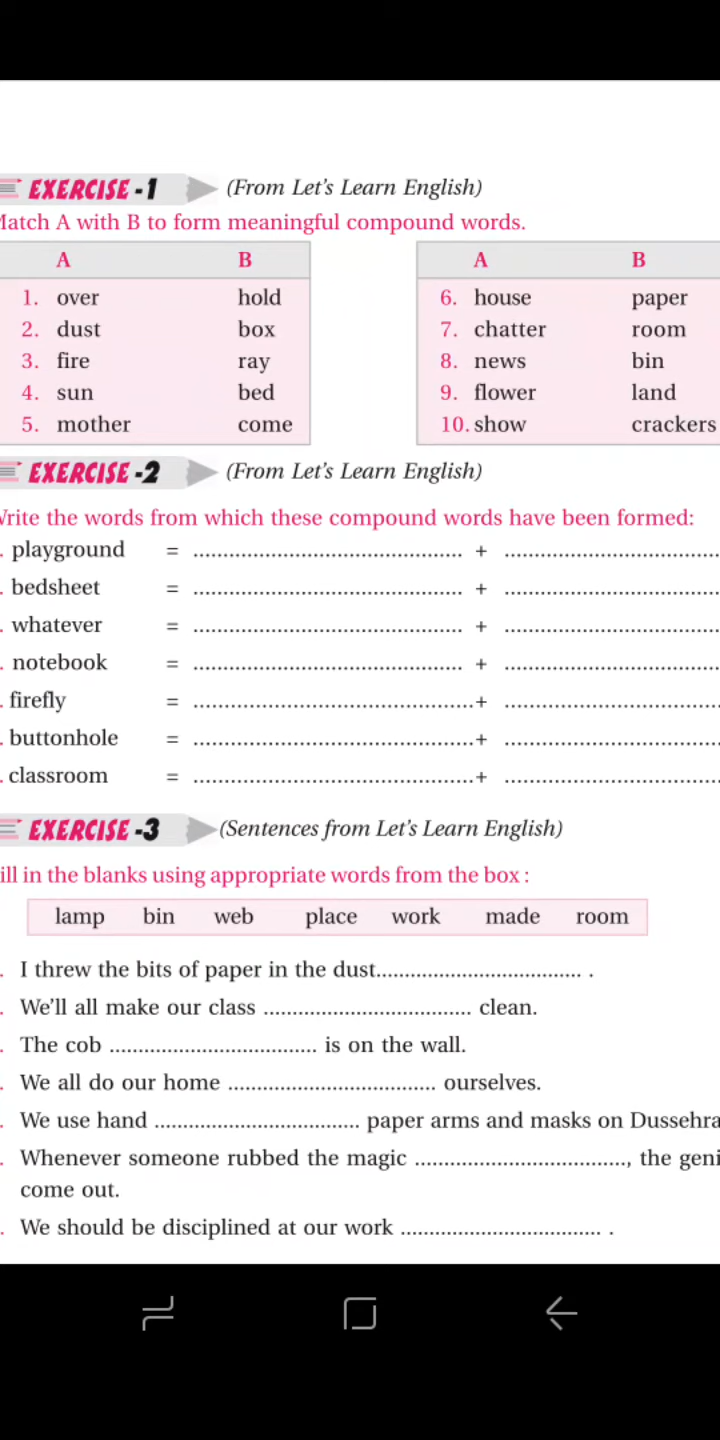 EXERCISE -1 (From Let's Learn English)
Match A with B to form meaningful compound words.
A B
1. over hold
2. dust box
3. fire ray
4. sun bed
5. mother come
A B
6. house paper
7. chatter room
8. news bin
9. flower land
10. show crackers
EXERCISE -2 (From Let's Learn English)
Write the words from which these compound words have been formed:
. playground = .......................................... + ..................................
. bedsheet = .......................................... + ..................................
. whatever = .......................................... + ..................................
. notebook = .......................................... + ..................................
. firefly = ............................................+ ..................................
. buttonhole = ............................................+ ..................................
. classroom = ............................................+ ..................................
EXERCISE -3 (Sentences from Let's Learn English)
ill in the blanks using appropriate words from the box :
lamp bin web place work made room
. I threw the bits of paper in the dust.................................... .
. We'll all make our class .................................... clean.
. The cob .................................... is on the wall.
. We all do our home .................................... ourselves.
. We use hand .................................... paper arms and masks on Dussehra
. Whenever someone rubbed the magic ....................................., the geni
come out.
. We should be disciplined at our work ................................... .